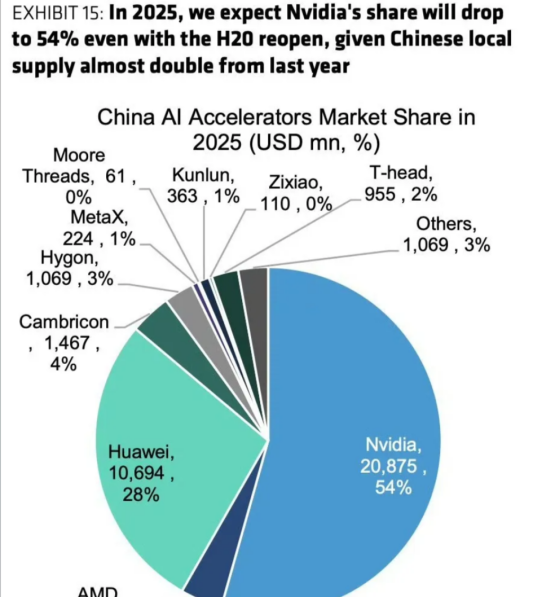 EXHIBIT 15: In 2025, we expect Nvidia's share will drop
to 54% even with the H20 reopen, given Chinese local
supply almost double from last year
China AI Accelerators Market Share in
2025 (USD mn, %)
Moore
Threads, 61 ,
0%
Kunlun,
363 , 1%
Zixiao,
110 , 0%
T-head,
955 , 2%
MetaX,
224 , 1%
Others,
1,069 , 3%
Hygon,
1,069 , 3%
Cambricon
, 1,467 ,
4%
Huawei,
10,694 ,
28%
Nvidia,
20,875 ,
54%
AMD